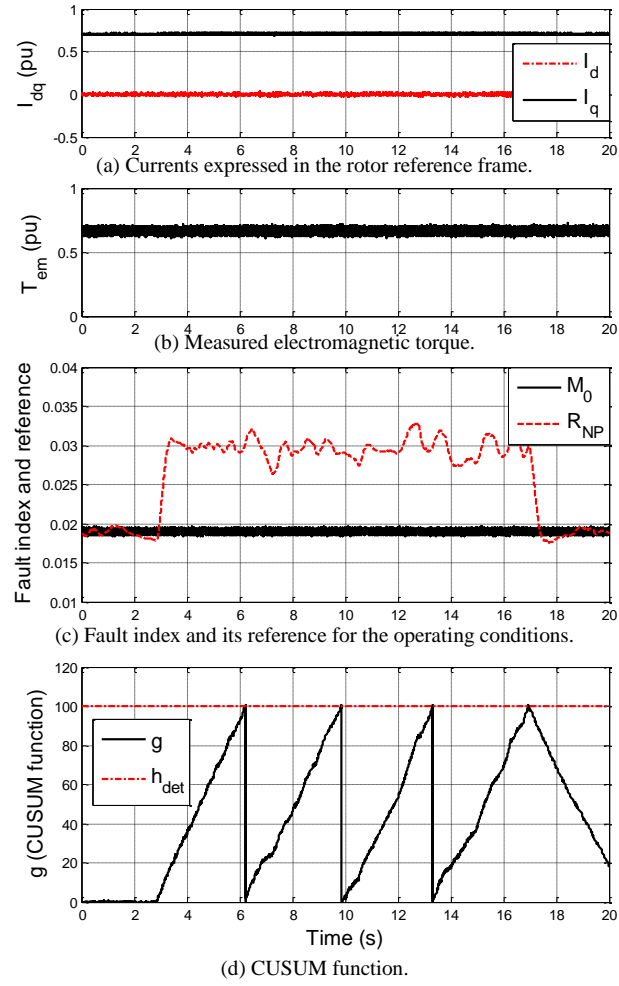 1
0.5
0
-0.5
I_dq (pu)
I_d
I_q
0 2 4 6 8 10 12 14 16 18 20
(a) Currents expressed in the rotor reference frame.
1
0.5
0
T_em (pu)
0 2 4 6 8 10 12 14 16 18 20
(b) Measured electromagnetic torque.
0.04
0.035
0.03
0.025
0.02
0.015
0.01
Fault index and reference
M_0
R_NP
0 2 4 6 8 10 12 14 16 18 20
(c) Fault index and its reference for the operating conditions.
120
100
80
60
40
20
0
g (CUSUM function)
g
h_det
0 2 4 6 8 10 12 14 16 18 20
Time (s)
(d) CUSUM function.